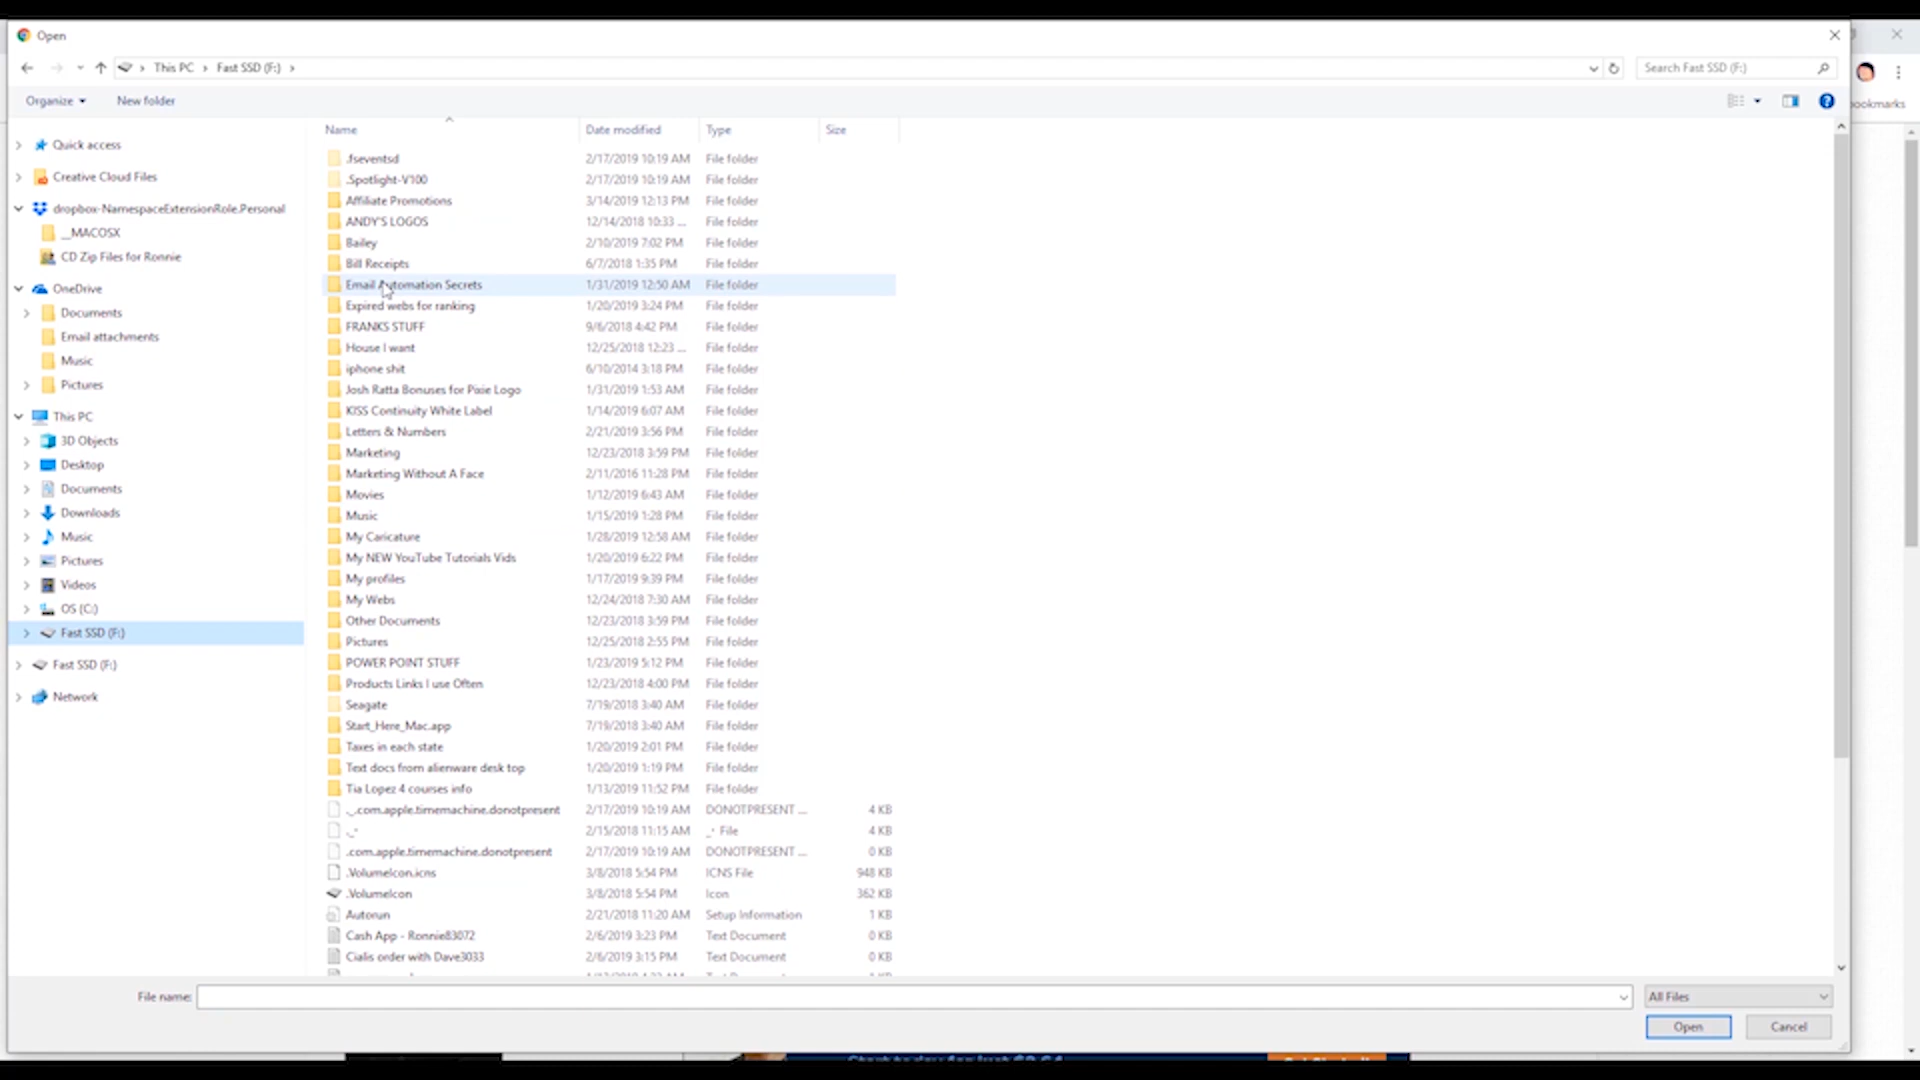 Open
This PC
Fast SSD (F:)
Search Fast SSD (F:)
Organize
New folder
ookmarks
Name
Date modified
Type
Size
Quick access
Creative Cloud Files
dropbox-NamespaceExtensionRole.Personal
__MACOSX
CD Zip Files for Ronnie
OneDrive
Documents
Email attachments
Music
Pictures
This PC
3D Objects
Desktop
Documents
Downloads
Music
Pictures
Videos
OS (C:)
Fast SSD (F:)
Fast SSD (F:)
Network
.fseventsd 2/17/2019 10:19 AM File folder
.Spotlight-V100 2/17/2019 10:19 AM File folder
Affiliate Promotions 3/14/2019 12:13 PM File folder
ANDY'S LOGOS 12/14/2018 10:33 ... File folder
Bailey 2/10/2019 7:02 PM File folder
Bill Receipts 6/7/2018 1:35 PM File folder
Email Automation Secrets 1/31/2019 12:50 AM File folder
Expired webs for ranking 1/20/2019 3:24 PM File folder
FRANKS STUFF 9/6/2018 4:42 PM File folder
House I want 12/25/2018 12:23 ... File folder
iphone shit 6/10/2014 3:18 PM File folder
Josh Ratta Bonuses for Pixie Logo 1/31/2019 1:53 AM File folder
KISS Continuity White Label 1/14/2019 6:07 AM File folder
Letters & Numbers 2/21/2019 3:56 PM File folder
Marketing 12/23/2018 3:59 PM File folder
Marketing Without A Face 2/11/2016 11:28 PM File folder
Movies 1/12/2019 6:43 AM File folder
Music 1/15/2019 1:28 PM File folder
My Caricature 1/28/2019 12:58 AM File folder
My NEW YouTube Tutorials Vids 1/20/2019 6:22 PM File folder
My profiles 1/17/2019 9:39 PM File folder
My Webs 12/24/2018 7:30 AM File folder
Other Documents 12/23/2018 3:59 PM File folder
Pictures 12/25/2018 2:55 PM File folder
POWER POINT STUFF 1/23/2019 5:12 PM File folder
Products Links I use Often 12/23/2018 4:00 PM File folder
Seagate 7/19/2018 3:40 AM File folder
Start_Here_Mac.app 7/19/2018 3:40 AM File folder
Taxes in each state 1/20/2019 2:01 PM File folder
Text docs from alienware desk top 1/20/2019 1:19 PM File folder
Tia Lopez 4 courses info 1/13/2019 11:52 PM File folder
._.com.apple.timemachine.donotpresent 2/17/2019 10:19 AM DONOTPRESENT ... 4 KB
2/15/2018 11:15 AM File 4 KB
.com.apple.timemachine.donotpresent 2/17/2019 10:19 AM DONOTPRESENT ... 0 KB
.VolumeIcon.icns 3/8/2018 5:54 PM ICNS File 948 KB
.VolumeIcon 3/8/2018 5:54 PM Icon 362 KB
Autorun 2/21/2018 11:20 AM Setup Information 1 KB
Cash App - Ronnie83072 2/6/2019 3:23 PM Text Document 0 KB
Cialis order with Dave3033 2/6/2019 3:15 PM Text Document 0 KB
File name:
All Files
Open
Cancel